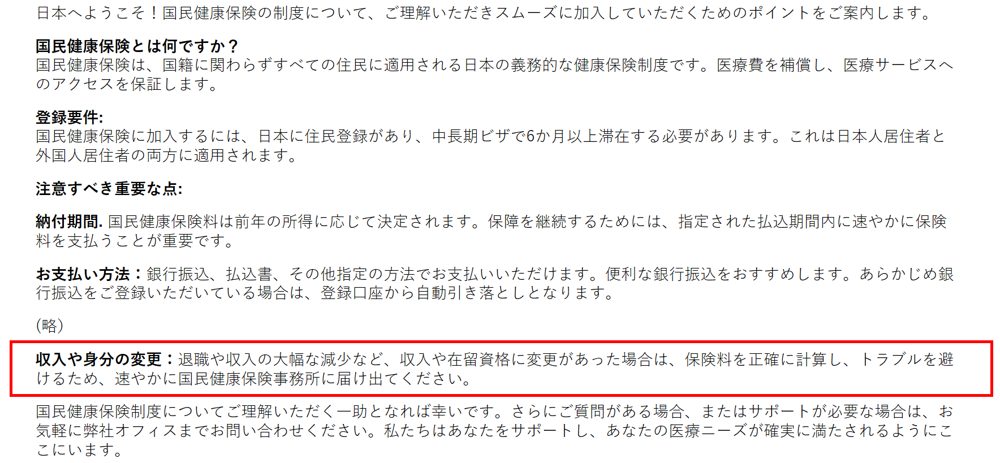 日本へようこそ！国民健康保険の制度について、ご理解いただきスムーズに加入していただくためのポイントをご案内します。
国民健康保険とは何ですか？
国民健康保険は、国籍に関わらずすべての住民に適用される日本の義務的な健康保険制度です。医療費を補償し、医療サービスへ
のアクセスを保証します。
登録要件:
国民健康保険に加入するには、日本に住民登録があり、中長期ビザで6か月以上滞在する必要があります。これは日本人居住者と
外国人居住者の両方に適用されます。
注意すべき重要な点:
納付期間. 国民健康保険料は前年の所得に応じて決定されます。保障を継続するためには、指定された払込期間内に速やかに保険
料を支払うことが重要です。
お支払い方法：銀行振込、払込書、その他指定の方法でお支払いいただけます。便利な銀行振込をおすすめします。あらかじめ銀
行振込をご登録いただいている場合は、登録口座から自動引き落としとなります。
(略)
収入や身分の変更：退職や収入の大幅な減少など、収入や在留資格に変更があった場合は、保険料を正確に計算し、トラブルを避
けるため、速やかに国民健康保険事務所に届け出てください。
国民健康保険制度についてご理解いただく一助となれば幸いです。さらにご質問がある場合、またはサポートが必要な場合は、お
気軽に弊社オフィスまでお問い合わせください。私たちはあなたをサポートし、あなたの医療ニーズが確実に満たされるようにこ
こにいます。